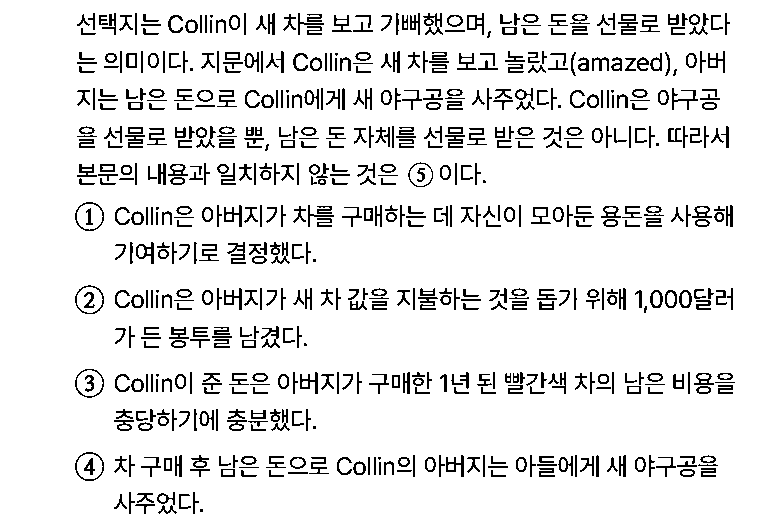 선택지는 Collin이 새 차를 보고 기뻐했으며, 남은 돈을 선물로 받았다
는 의미이다. 지문에서 Collin은 새 차를 보고 놀랐고(amazed), 아버
지는 남은 돈으로 Collin에게 새 야구공을 사주었다. Collin은 야구공
을 선물로 받았을 뿐, 남은 돈 자체를 선물로 받은 것은 아니다. 따라서
본문의 내용과 일치하지 않는 것은 ⑤이다.
① Collin은 아버지가 차를 구매하는 데 자신이 모아둔 용돈을 사용해
기여하기로 결정했다.
② Collin은 아버지가 새 차 값을 지불하는 것을 돕기 위해 1,000달러
가 든 봉투를 남겼다.
③ Collin이 준 돈은 아버지가 구매한 1년 된 빨간색 차의 남은 비용을
충당하기에 충분했다.
④ 차 구매 후 남은 돈으로 Collin의 아버지는 아들에게 새 야구공을
사주었다.